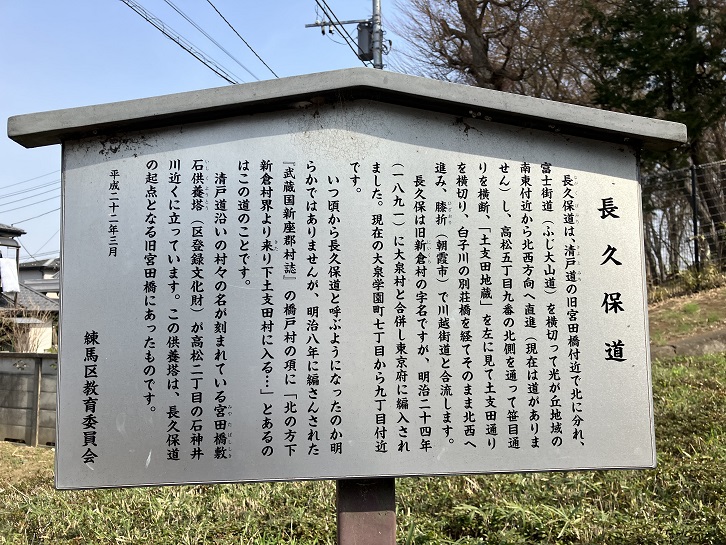 長久保道
長久保道は、清戸道の旧宮田橋付近で北に分れ、
富士街道(ふじ大山道)を横切って光が丘地域の
南東付近から北西方向へ直進(現在は道がありま
せん)し、高松五丁目九番の北側を通って笹目通
りを横断、「土支田地蔵」を左に見て土支田通り
を横切り、白子川の別荘橋を経てそのまま北西へ
進み、膝折(朝霞市)で川越街道と合流します。
長久保は旧新倉村の字名ですが、明治二十四年
(一八九一)に大泉村と合併し東京府に編入され
ました。現在の大泉学園町七丁目から九丁目付近
です。
いつ頃から長久保道と呼ぶようになったのか明
らかではありませんが、明治八年に編さんされた
『武蔵国新座郡村誌』の橋戸村の項に「北の方下
新倉村界より来り下土支田村に入る…」とあるの
はこの道のことです。
清戸道沿いの村々の名が刻まれている宮田橋敷
石供養塔(区登録文化財)が高松二丁目の石神井
川近くに立っています。この供養塔は、長久保道
の起点となる旧宮田橋にあったものです。
平成二十二年三月
練馬区教育委員会